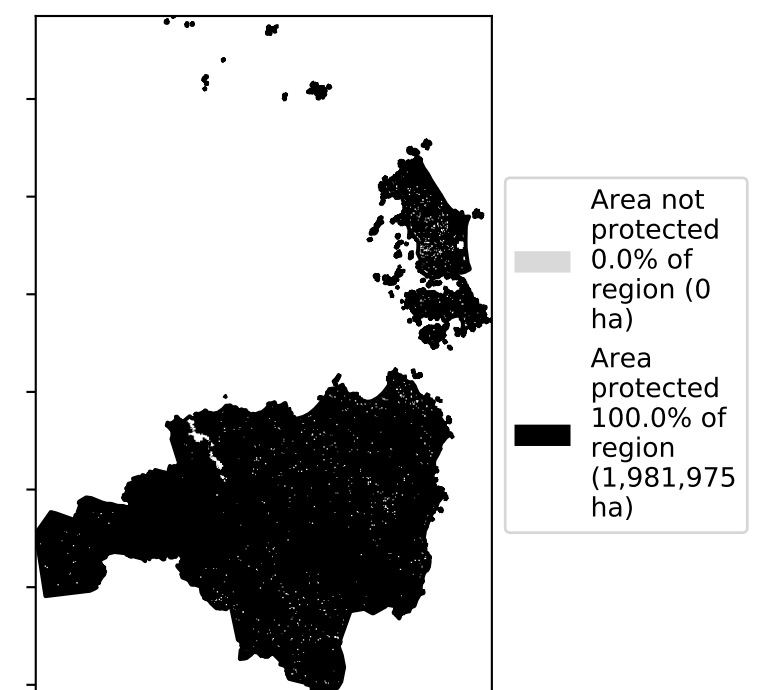 Area not
protected
0.0% of
region (0
ha)
Area
protected
100.0% of
region
(1,981,975
ha)